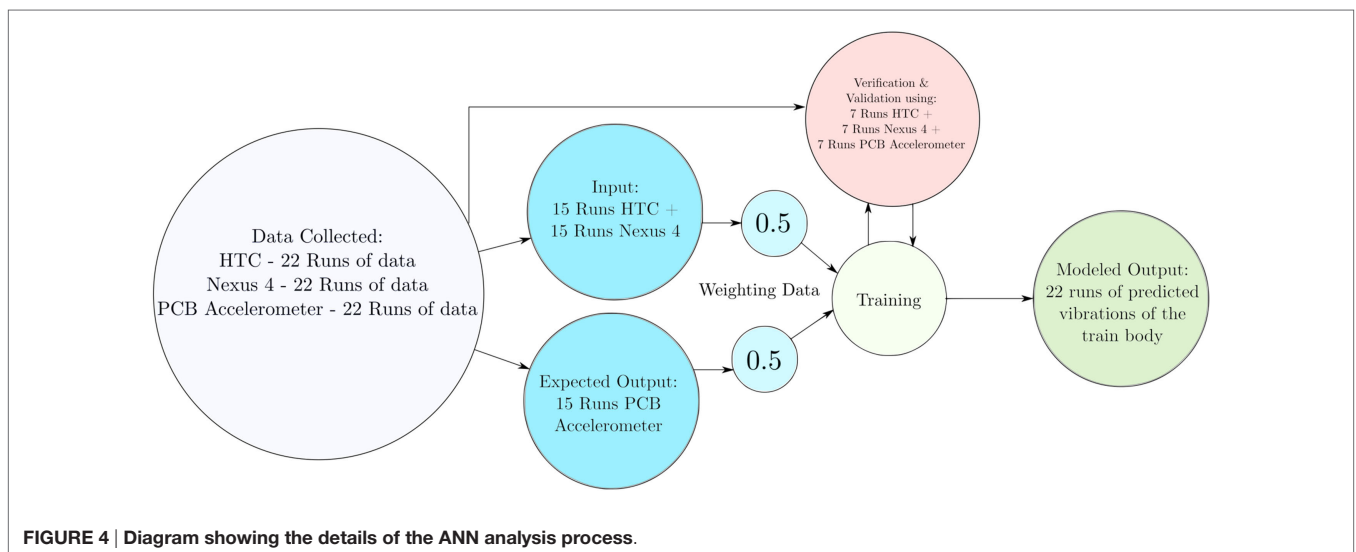 Data Collected:
HTC - 22 Runs of data
Nexus 4 - 22 Runs of data
PCB Accelerometer - 22 Runs of data
Input:
15 Runs HTC +
15 Runs Nexus 4
Expected Output:
15 Runs PCB
Accelerometer
0.5
Weighting Data
0.5
Verification &
Validation using:
7 Runs HTC +
7 Runs Nexus 4 +
7 Runs PCB Accelerometer
Training
Modeled Output:
22 runs of predicted
vibrations of the
train body
FIGURE 4 | Diagram showing the details of the ANN analysis process.